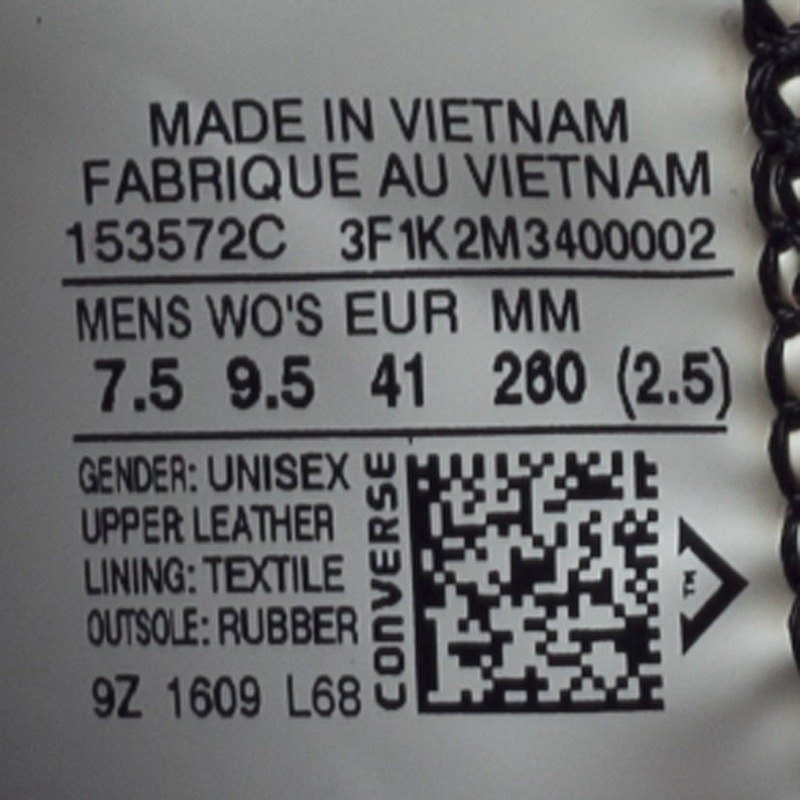 MADE IN VIETNAM
FABRIQUE AU VIETNAM
153572C 3F1K2M3400002
MENS WO'S EUR MM
7.5 9.5 41 260 (2.5)
GENDER: UNISEX
UPPER LEATHER
LINING: TEXTILE
OUTSOLE: RUBBER
9Z 1609 L68
CONVERSE
TM